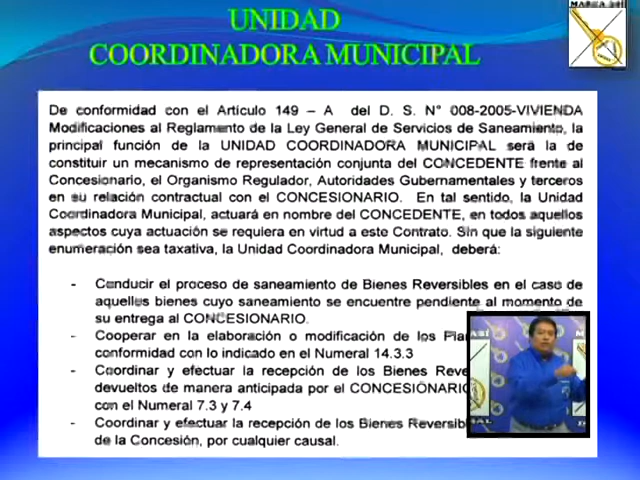 UNIDAD
COORDINADORA MUNICIPAL
MARKA
De conformidad con el Artículo 149 – A del D. S. N° 008-2005-VIVIENDA
Modificaciones al Reglamento de la Ley General de Servicios de Saneamiento, la
principal función de la UNIDAD COORDINADORA MUNICIPAL será la de
constituir un mecanismo de representación conjunta del CONCEDENTE frente al
Concesionario, el Organismo Regulador, Autoridades Gubernamentales y terceros
en su relación contractual con el CONCESIONARIO. En tal sentido, la Unidad
Coordinadora Municipal, actuará en nombre del CONCEDENTE, en todos aquellos
aspectos cuya actuación se requiera en virtud a este Contrato. Sin que la siguiente
enumeración sea taxativa, la Unidad Coordinadora Municipal, deberá:
- Conducir el proceso de saneamiento de Bienes Reversibles en el caso de
aquellos bienes cuyo saneamiento se encuentre pendiente al momento de
su entrega al CONCESIONARIO.
- Cooperar en la elaboración o modificación de los Pla
conformidad con lo indicado en el Numeral 14.3.3
- Coordinar y efectuar la recepción de los Bienes Reve
devueltos de manera anticipada por el CONCESIONARIO
con el Numeral 7.3 y 7.4
- Coordinar y efectuar la recepción de los Bienes Reversib
de la Concesión, por cualquier causal.